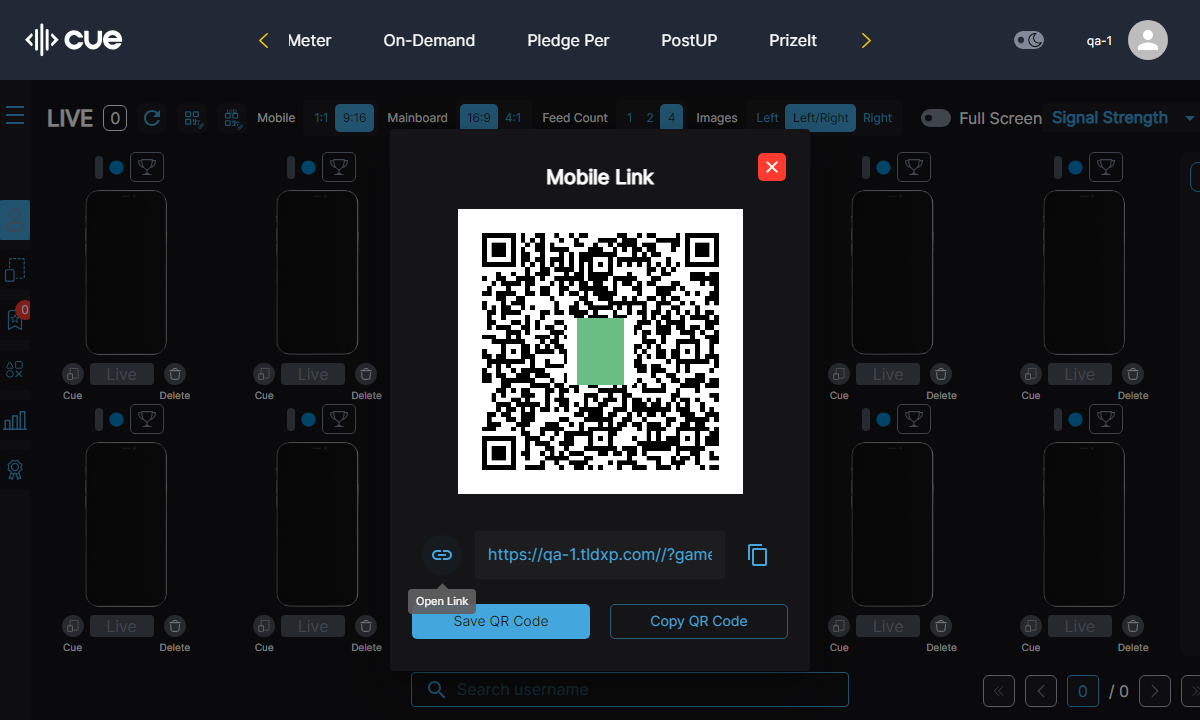 cue
Meter On-Demand Pledge Per PostUP PrizeIt
qa-1
LIVE 0 Mobile 1:1 9:16 Mainboard 16:9 4:1 Feed Count 1 2 4 Images Left Left/Right Right Full Screen Signal Strength
Mobile Link
0
Live Live Live Live
Cue Delete Cue Delete Cue Delete Cue Delete
https://qa-1.tldxp.com//?game
Open Link
Save QR Code Copy QR Code
Live Live Live Live
Cue Delete Cue Delete Cue Delete Cue Delete
Search username
0 / 0